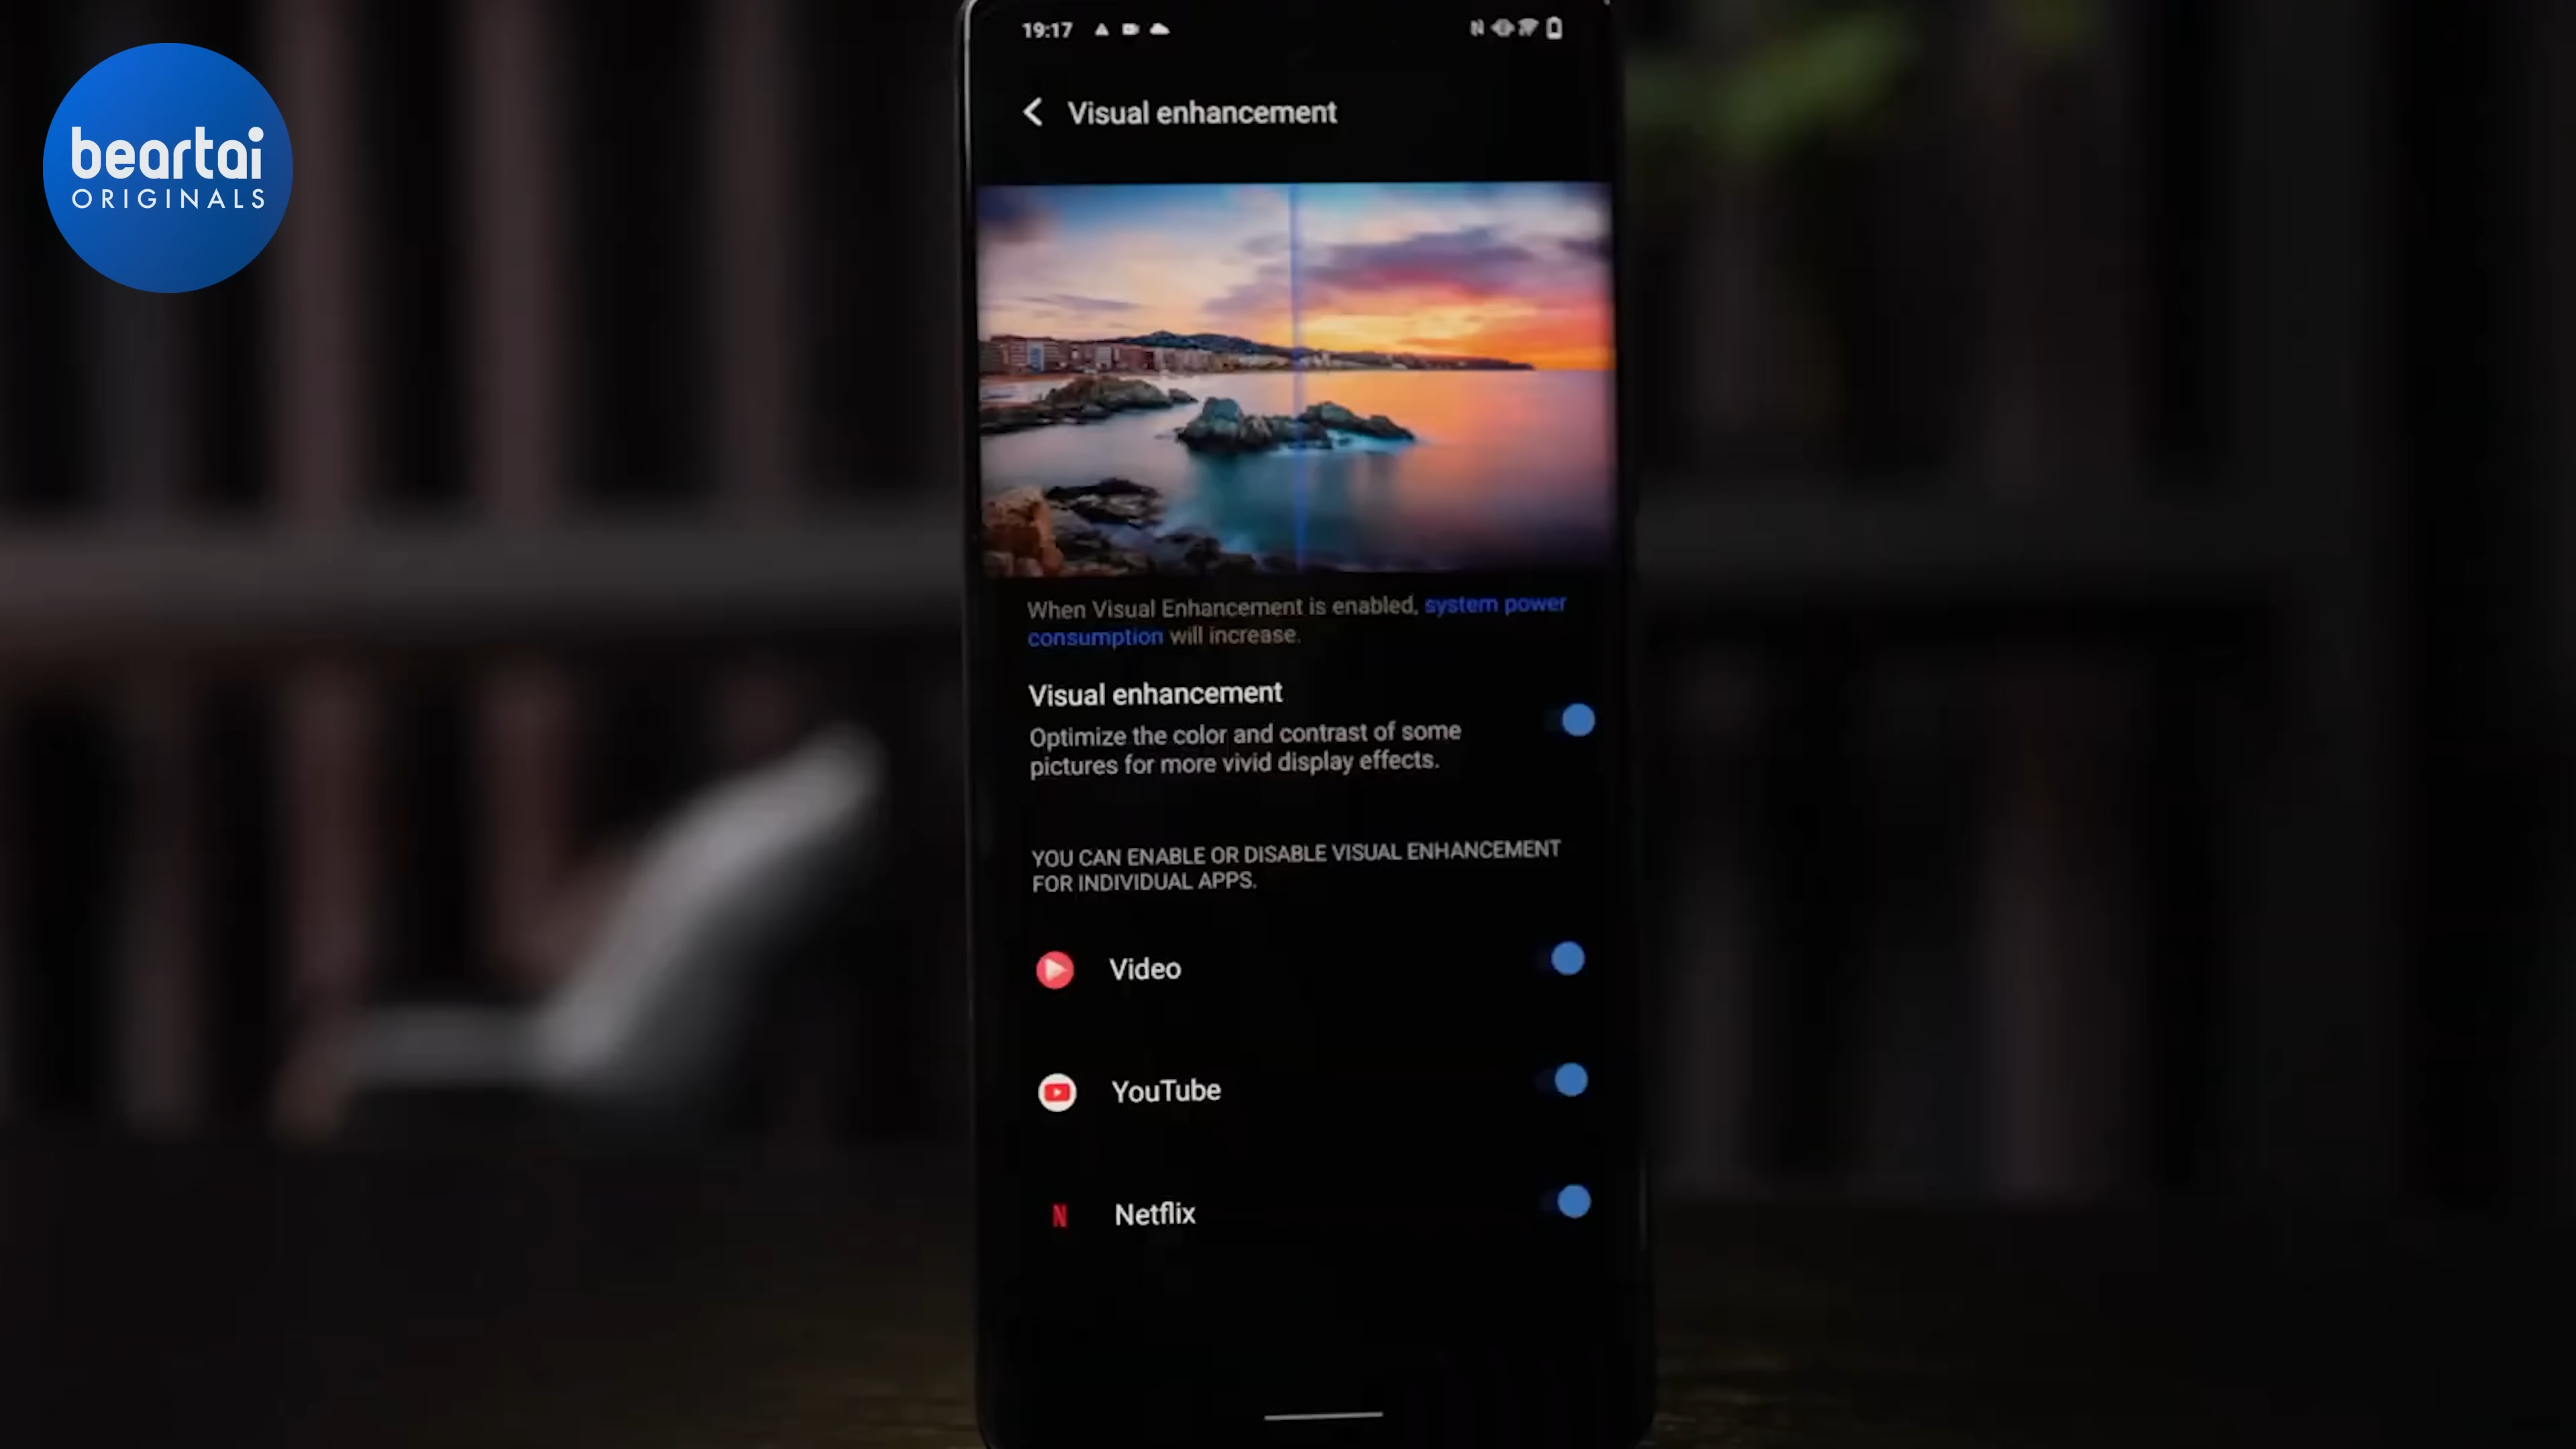 beartai
ORIGINALS
19:17
Visual enhancement
When Visual Enhancement is enabled, system power
consumption will increase.
Visual enhancement
Optimize the color and contrast of some
pictures for more vivid display effects.
YOU CAN ENABLE OR DISABLE VISUAL ENHANCEMENT
FOR INDIVIDUAL APPS.
Video
YouTube
N
Netflix